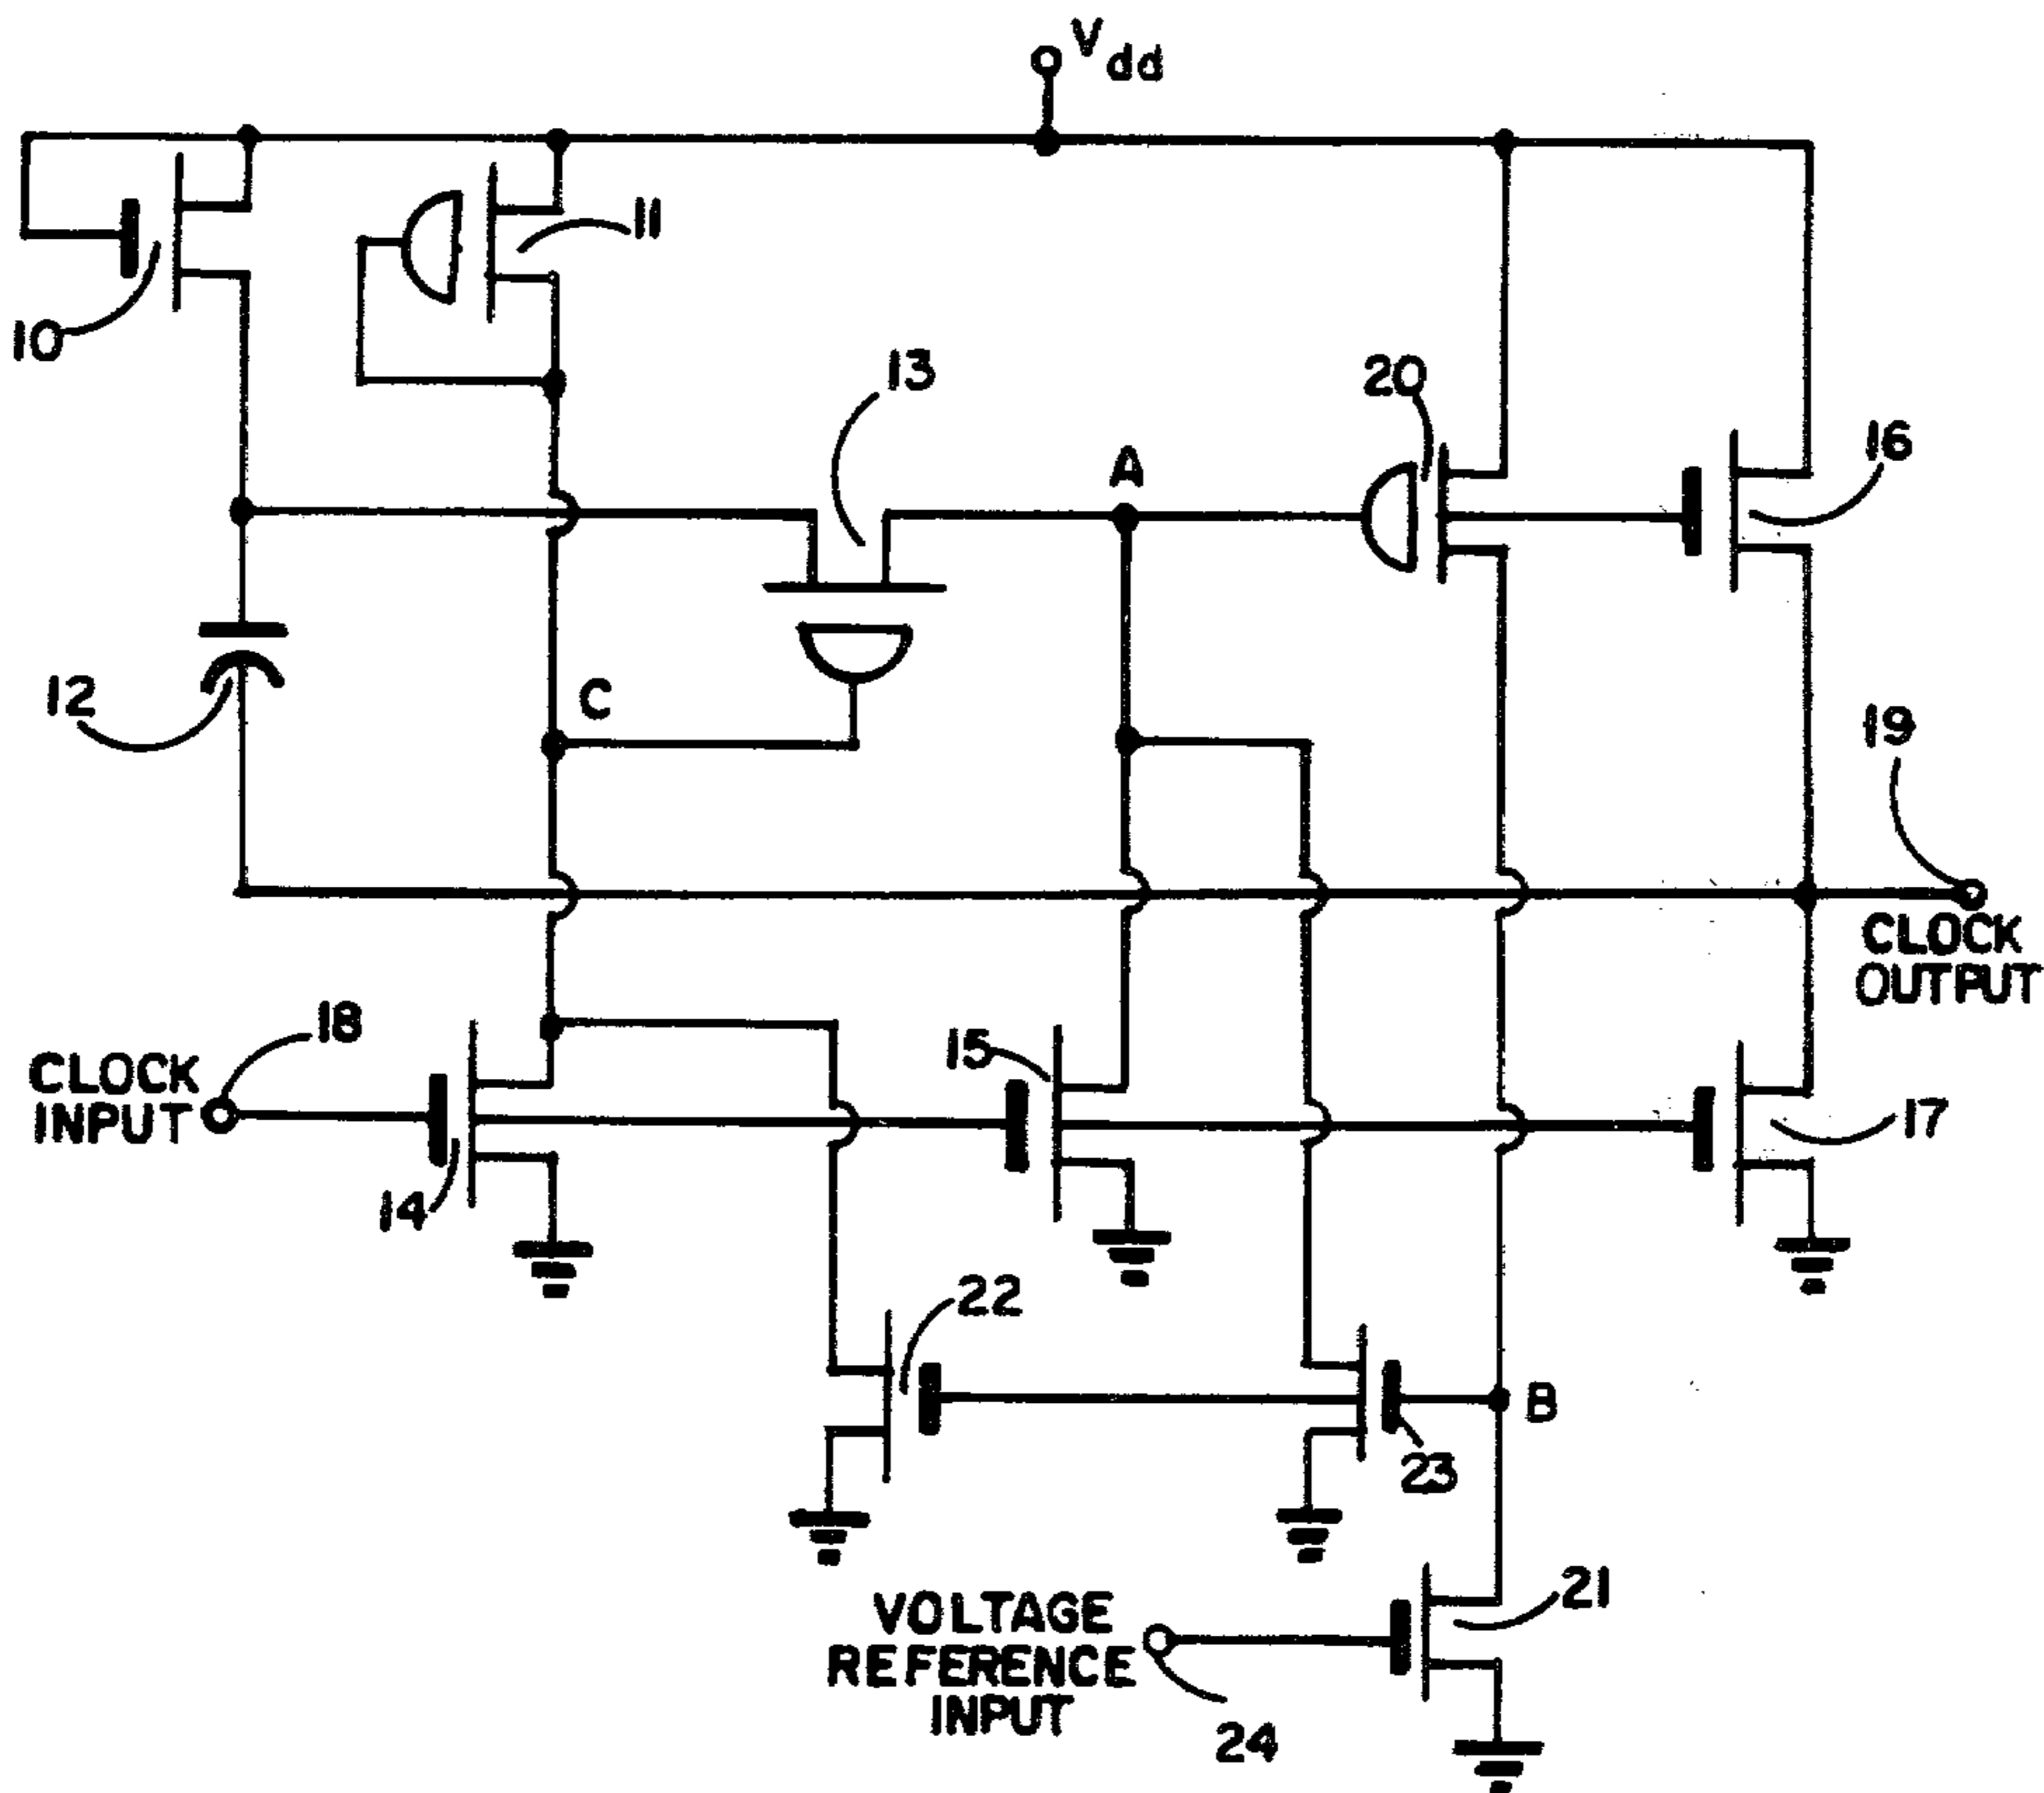 Vdd
11
10
13
20
16
A
12
C
19
CLOCK
OUTPUT
18
CLOCK
INPUT
15
17
14
22
B
23
VOLTAGE
REFERENCE
INPUT
21
24